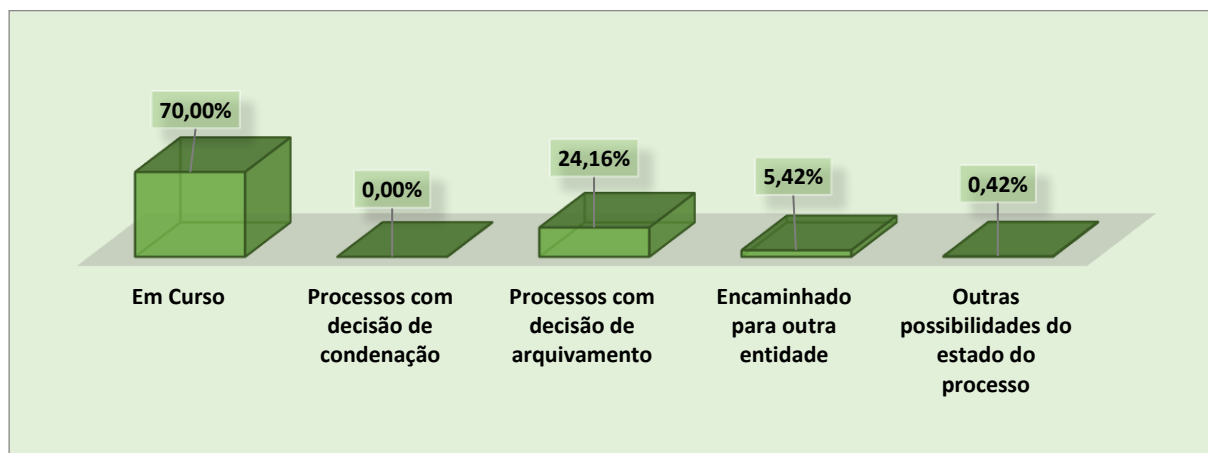 70,00%
0,00%
24,16%
5,42%
0,42%
Em Curso
Processos com
decisão de
condenação
Processos com
decisão de
arquivamento
Encaminhado
para outra
entidade
Outras
possibilidades do
estado do
processo